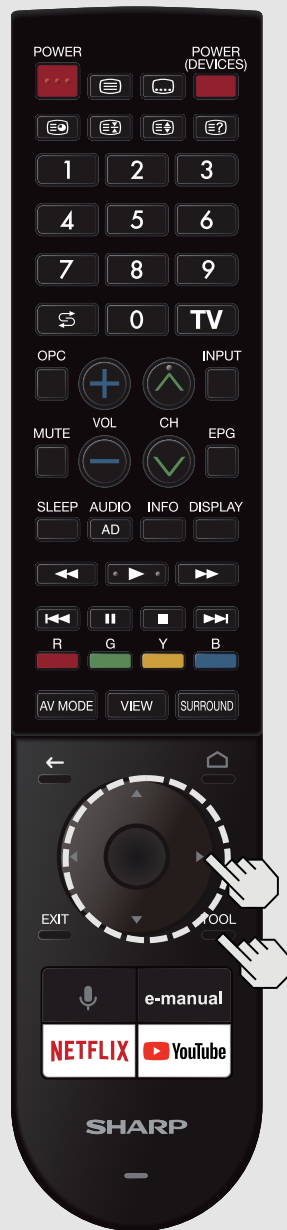 POWER
POWER
(DEVICES)
1 2 3
4 5 6
7 8 9
0 TV
OPC INPUT
VOL CH
MUTE EPG
SLEEP AUDIO INFO DISPLAY
AD
R G Y B
AV MODE VIEW SURROUND
EXIT TOOL
e-manual
NETFLIX YouTube
SHARP